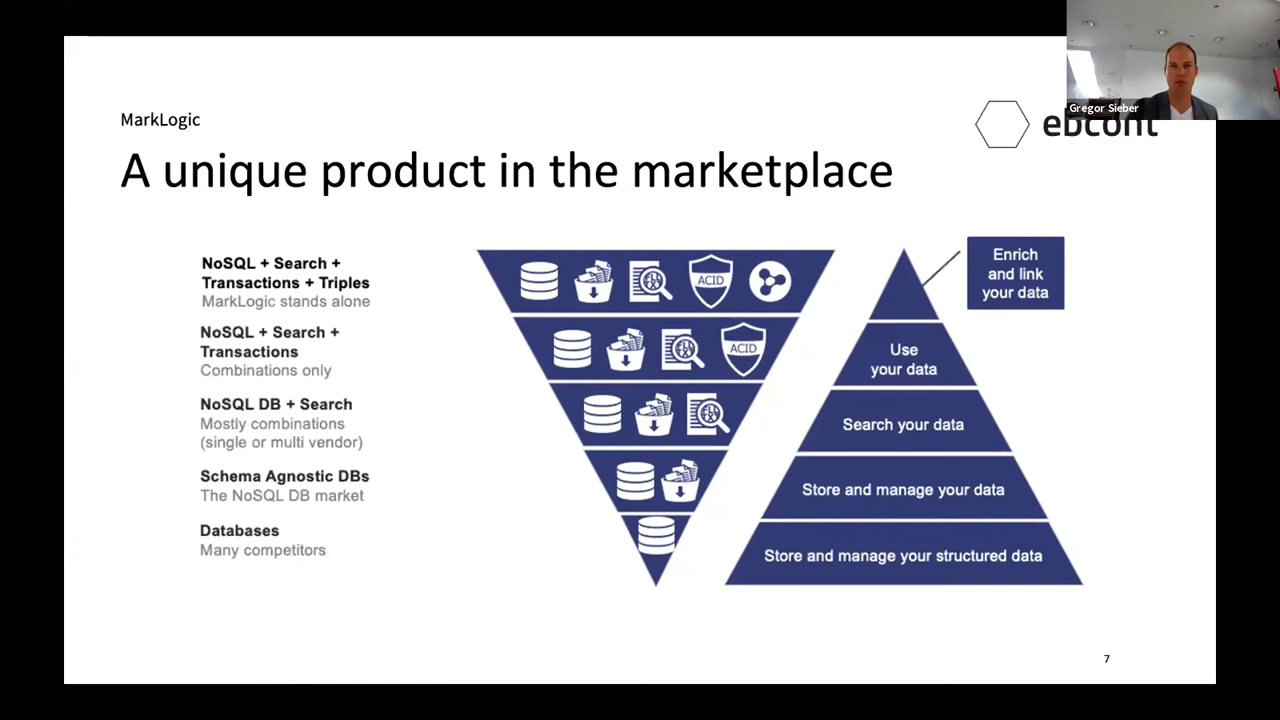 Gregor Sieber
ebcont
MarkLogic
A unique product in the marketplace
NoSQL + Search +
Transactions + Triples
MarkLogic stands alone
NoSQL + Search +
Transactions
Combinations only
NoSQL DB + Search
Mostly combinations
(single or multi vendor)
Schema Agnostic DBs
The NoSQL DB market
Databases
Many competitors
ACID
ACID
Enrich
and link
your data
Use
your data
Search your data
Store and manage your data
Store and manage your structured data
7